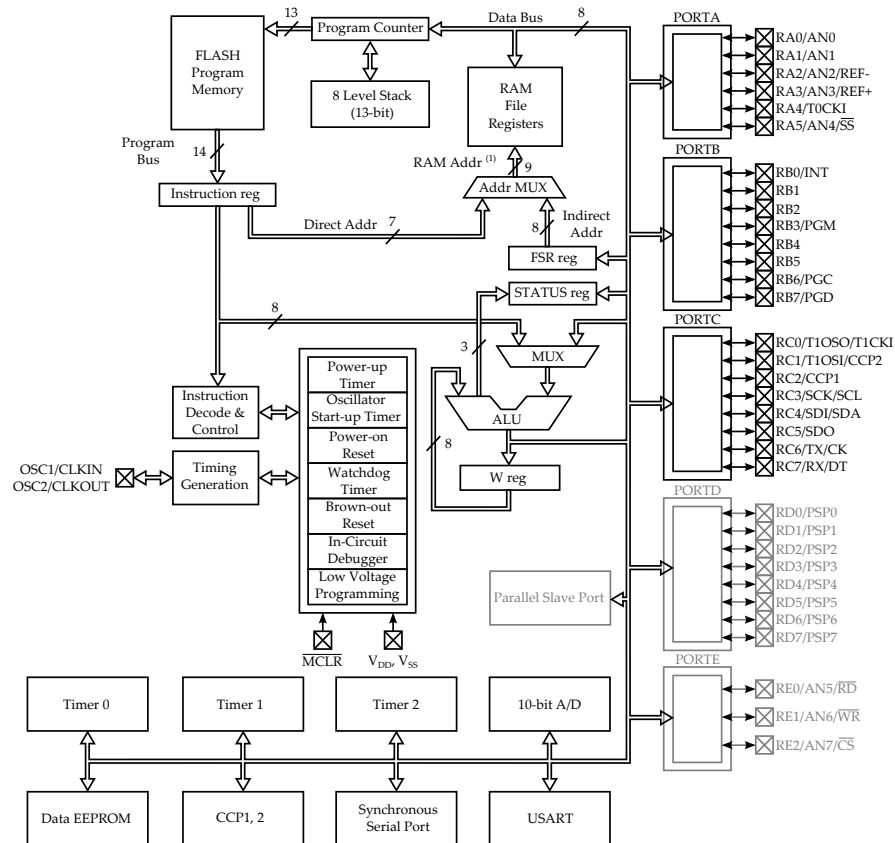 13
Program Counter
Data Bus
8
PORTA
FLASH
Program
Memory
8 Level Stack
(13-bit)
RAM
File
Registers
RA0/AN0
RA1/AN1
RA2/AN2/REF-
RA3/AN3/REF+
RA4/T0CKI
RA5/AN4/SS
Program
Bus
14
RAM Addr (1)
9
PORTB
Instruction reg
Addr MUX
Direct Addr
7
8
Indirect
Addr
FSR reg
RB0/INT
RB1
RB2
RB3/PGM
RB4
RB5
RB6/PGC
RB7/PGD
STATUS reg
8
3
MUX
PORTC
RC0/T1OSO/T1CKI
RC1/T1OSI/CCP2
RC2/CCP1
RC3/SCK/SCL
RC4/SDI/SDA
RC5/SDO
RC6/TX/CK
RC7/RX/DT
Power-up
Timer
Oscillator
Start-up Timer
Power-on
Reset
Watchdog
Timer
Brown-out
Reset
In-Circuit
Debugger
Low Voltage
Programming
Instruction
Decode &
Control
ALU
8
W reg
OSC1/CLKIN
OSC2/CLKOUT
Timing
Generation
PORTD
RD0/PSP0
RD1/PSP1
RD2/PSP2
RD3/PSP3
RD4/PSP4
RD5/PSP5
RD6/PSP6
RD7/PSP7
Parallel Slave Port
MCLR
VDD, VSS
PORTE
RE0/AN5/RD
RE1/AN6/WR
RE2/AN7/CS
Timer 0
Timer 1
Timer 2
10-bit A/D
Data EEPROM
CCP1, 2
Synchronous
Serial Port
USART